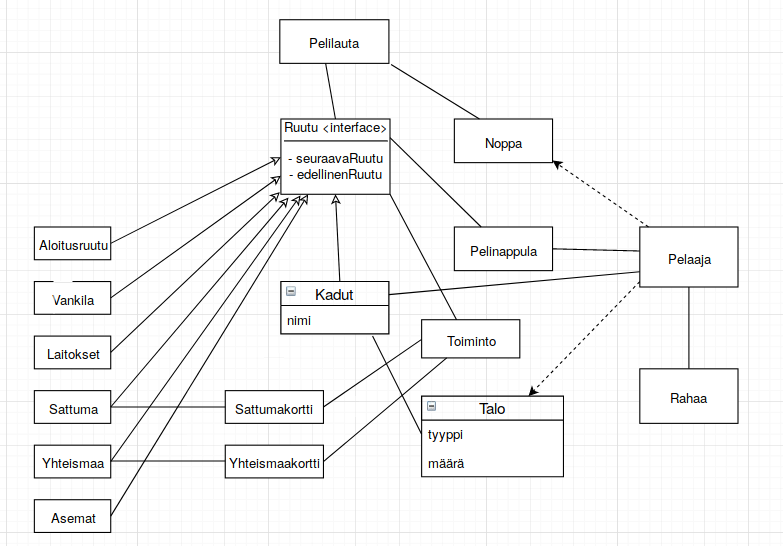 Pelilauta
Ruutu <interface>
- seuraavaRuutu
- edellinenRuutu
Noppa
Aloitusruutu
Pelinappula
Pelaaja
Vankila
Kadut
nimi
Laitokset
Toiminto
Sattuma
Sattumakortti
Talo
tyyppi
määrä
Rahaa
Yhteismaa
Yhteismaakortti
Asemat